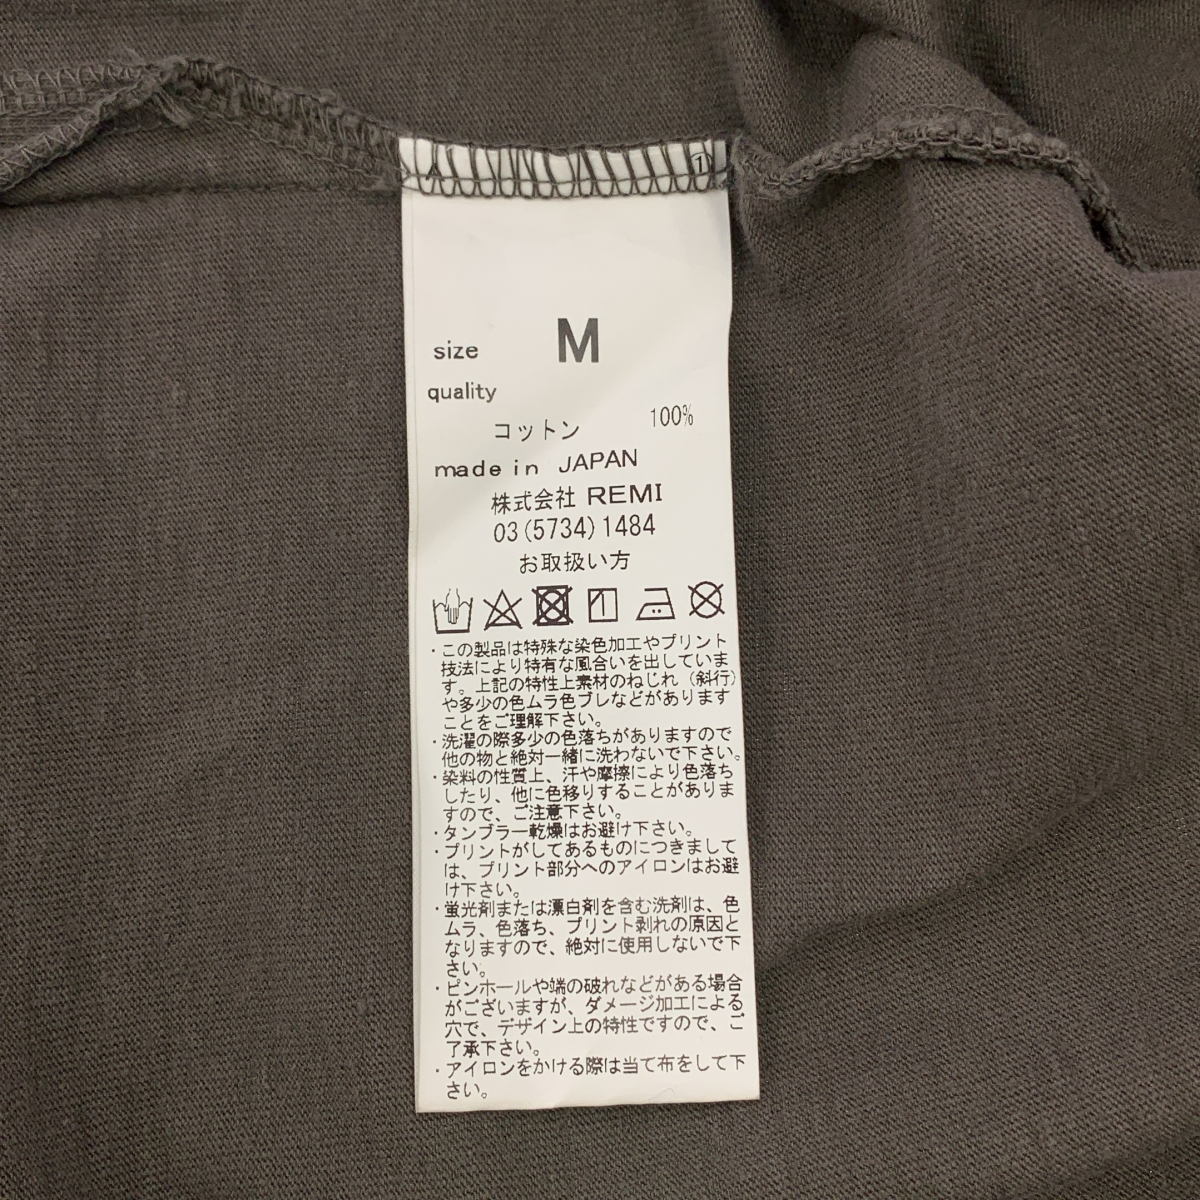 1
size M
quality
コットン 100%
made in JAPAN
株式会社 REMI
03(5734)1484
お取扱い方
・この製品は特殊な染色加工やプリント
技法により特有な風合いを出していま
す。上記の特性上素材のねじれ（斜行）
や多少の色ムラ色ブレなどがあります
ことをご理解下さい。
・洗濯の際多少の色落ちがありますので
他の物と絶対一緒に洗わないで下さい。
・染料の性質上、汗や摩擦により色落ち
したり、他に色移りすることがありま
すので、ご注意下さい。
・タンブラー乾燥はお避け下さい。
・プリントがしてあるものにつきまして
は、プリント部分へのアイロンはお避
け下さい。
・蛍光剤または漂白剤を含む洗剤は、色
ムラ、色落ち、プリント剥れの原因と
なりますので、絶対に使用しないで下
さい。
・ピンホールや端の破れなどがある場合
がございますが、ダメージ加工による
穴で、デザイン上の特性ですので、ご
了承下さい。
・アイロンをかける際は当て布をして下
さい。